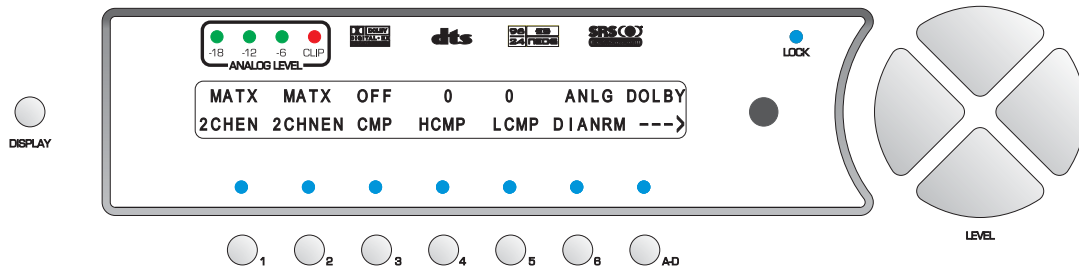 -18 -12 -6 CLIP
ANALOG LEVEL
DOLBY
DIGITAL·EX
dts
96
24
SRS
LOCK
MATX MATX OFF 0 0 ANLG DOLBY
2CHEN 2CHNEN CMP HCMP LCMP DIANRM --->
DISPLAY
LEVEL
1 2 3 4 5 6 A-D